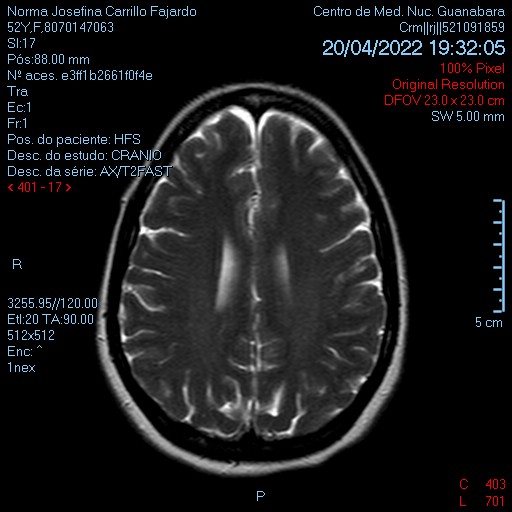 Norma Josefina Carrillo Fajardo
52Y,F,8070147063
Sl:17
Pós:88.00 mm
Nº aces. e3ff1b2661f0f4e
Tra
Ec:1
Fr:1
Pos. do paciente: HFS
Desc. do estudo: CRANIO
Desc. da série: AX/T2FAST
< 401 - 17 >
Centro de Med. Nuc. Guanabara
Crm||rj||521091859
20/04/2022 19:32:05
100% Pixel
Original Resolution
DFOV 23.0 x 23.0 cm
SW 5.00 mm
R
5 cm
3255.95//120.00
Etl:20 TA:90.00
512x512
Enc: ^
1nex
P
C 403
L 701